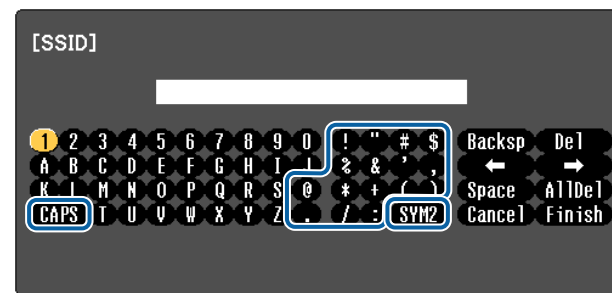 [SSID]
1 2 3 4 5 6 7 8 9 0 ! " # $ Backsp Del
A B C D E F G H I J % & ' , ← →
K L M N O P Q R S @ * + ( ) Space AllDel
CAPS T U V W X Y Z . / : SYM2 Cancel Finish